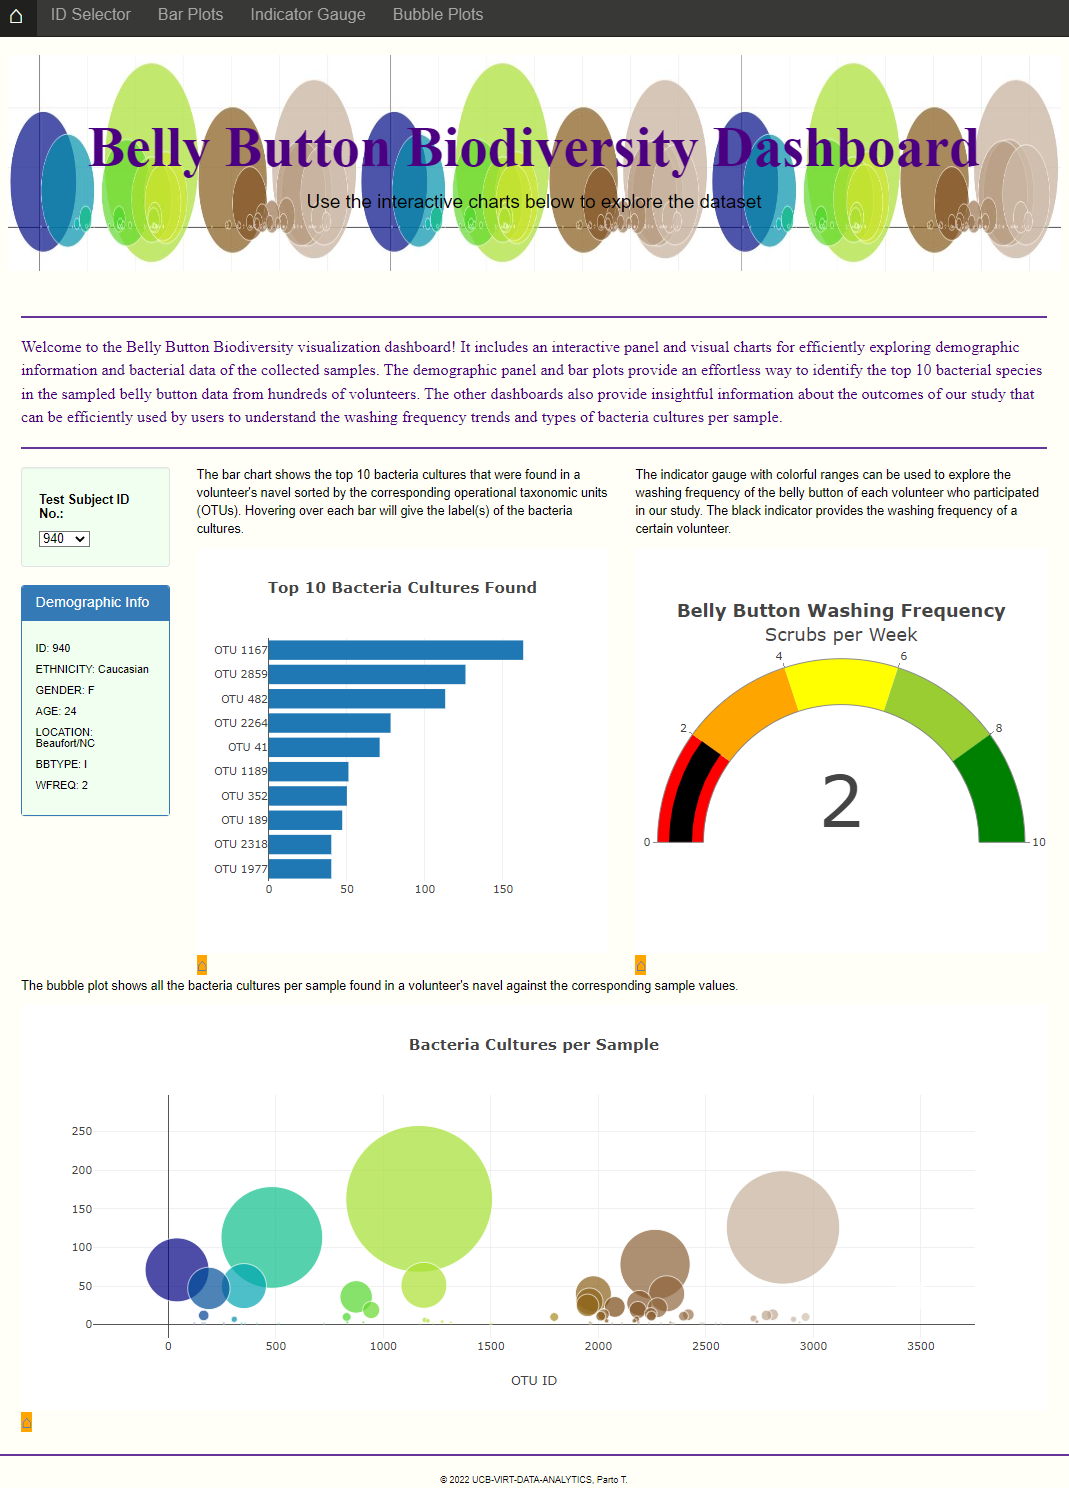 ID Selector Bar Plots Indicator Gauge Bubble Plots
Belly Button Biodiversity Dashboard
Use the interactive charts below to explore the dataset
Welcome to the Belly Button Biodiversity visualization dashboard! It includes an interactive panel and visual charts for efficiently exploring demographic
information and bacterial data of the collected samples. The demographic panel and bar plots provide an effortless way to identify the top 10 bacterial species
in the sampled belly button data from hundreds of volunteers. The other dashboards also provide insightful information about the outcomes of our study that
can be efficiently used by users to understand the washing frequency trends and types of bacteria cultures per sample.
Test Subject ID
No.:
940
Demographic Info
ID: 940
ETHNICITY: Caucasian
GENDER: F
AGE: 24
LOCATION:
Beaufort/NC
BBTYPE: I
WFREQ: 2
The bar chart shows the top 10 bacteria cultures that were found in a
volunteer's navel sorted by the corresponding operational taxonomic units
(OTUs). Hovering over each bar will give the label(s) of the bacteria
cultures.
Top 10 Bacteria Cultures Found
OTU 1167
OTU 2859
OTU 482
OTU 2264
OTU 41
OTU 1189
OTU 352
OTU 189
OTU 2318
OTU 1977
0 50 100 150
The indicator gauge with colorful ranges can be used to explore the
washing frequency of the belly button of each volunteer who participated
in our study. The black indicator provides the washing frequency of a
certain volunteer.
Belly Button Washing Frequency
Scrubs per Week
4 6
2 8
2
0 10
The bubble plot shows all the bacteria cultures per sample found in a volunteer's navel against the corresponding sample values.
Bacteria Cultures per Sample
250
200
150
100
50
0
0 500 1000 1500 2000 2500 3000 3500
OTU ID
© 2022 UCB-VIRT-DATA-ANALYTICS, Parto T.